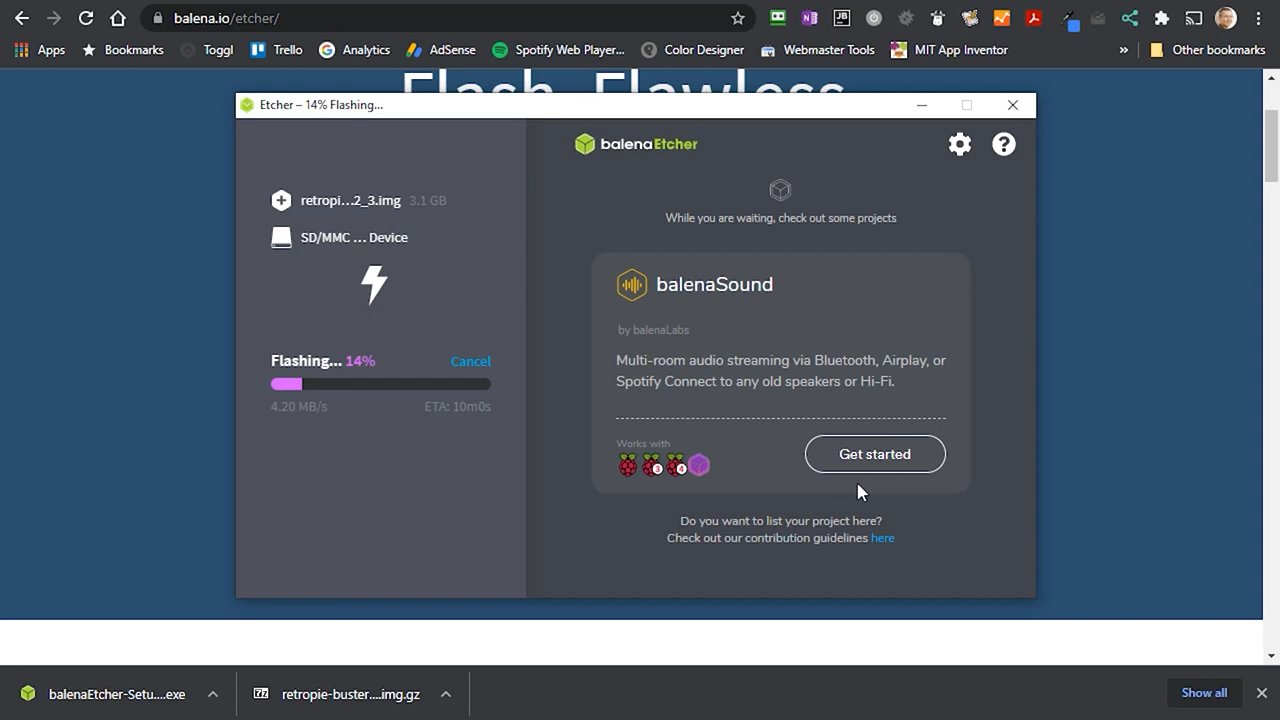 balena.io/etcher/
Apps Bookmarks Toggl Trello Analytics AdSense Spotify Web Player... Color Designer Webmaster Tools MIT App Inventor » Other bookmarks
Flash. Flawless
Etcher – 14% Flashing...
balenaEtcher
retropi...2_3.img 3.1 GB
SD/MMC ... Device
While you are waiting, check out some projects
balenaSound
by balenaLabs
Multi-room audio streaming via Bluetooth, Airplay, or
Spotify Connect to any old speakers or Hi-Fi.
Flashing... 14% Cancel
4.20 MB/s ETA: 10m0s
Works with
3 4
Get started
Do you want to list your project here?
Check out our contribution guidelines here
balenaEtcher-Setu....exe
retropie-buster....img.gz
Show all